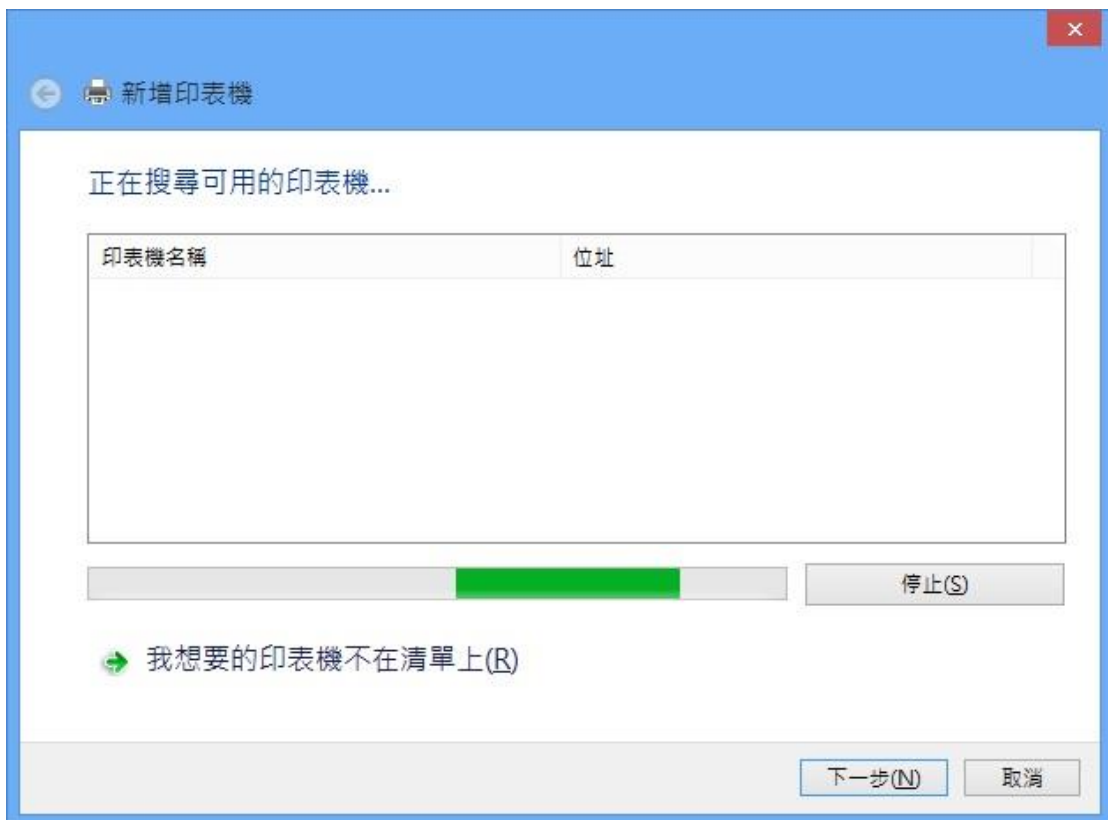 新增印表機
正在搜尋可用的印表機...
印表機名稱 位址
停止(S)
我想要的印表機不在清單上(R)
下一步(N) 取消